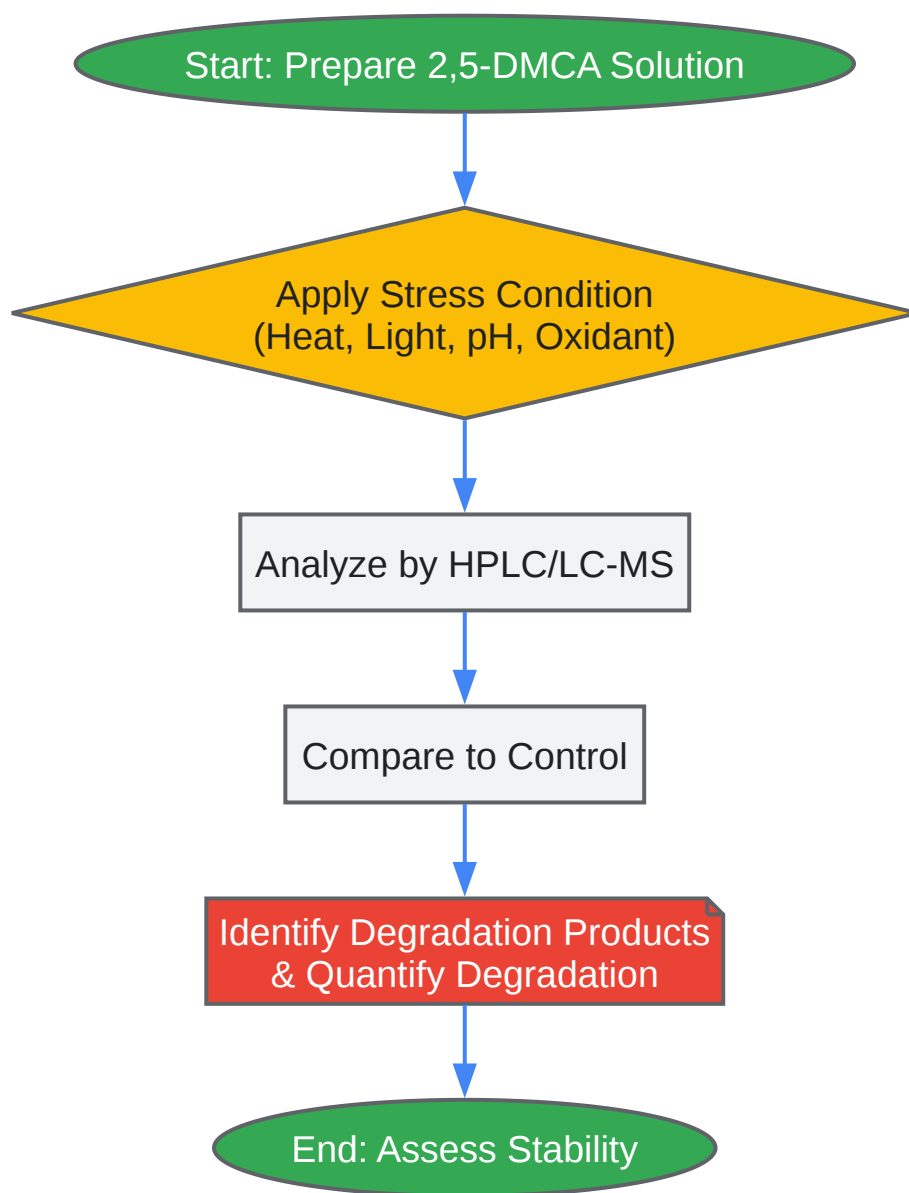 Start: Prepare 2,5-DMCA Solution
Apply Stress Condition
(Heat, Light, pH, Oxidant)
Analyze by HPLC/LC-MS
Compare to Control
Identify Degradation Products
& Quantify Degradation
End: Assess Stability